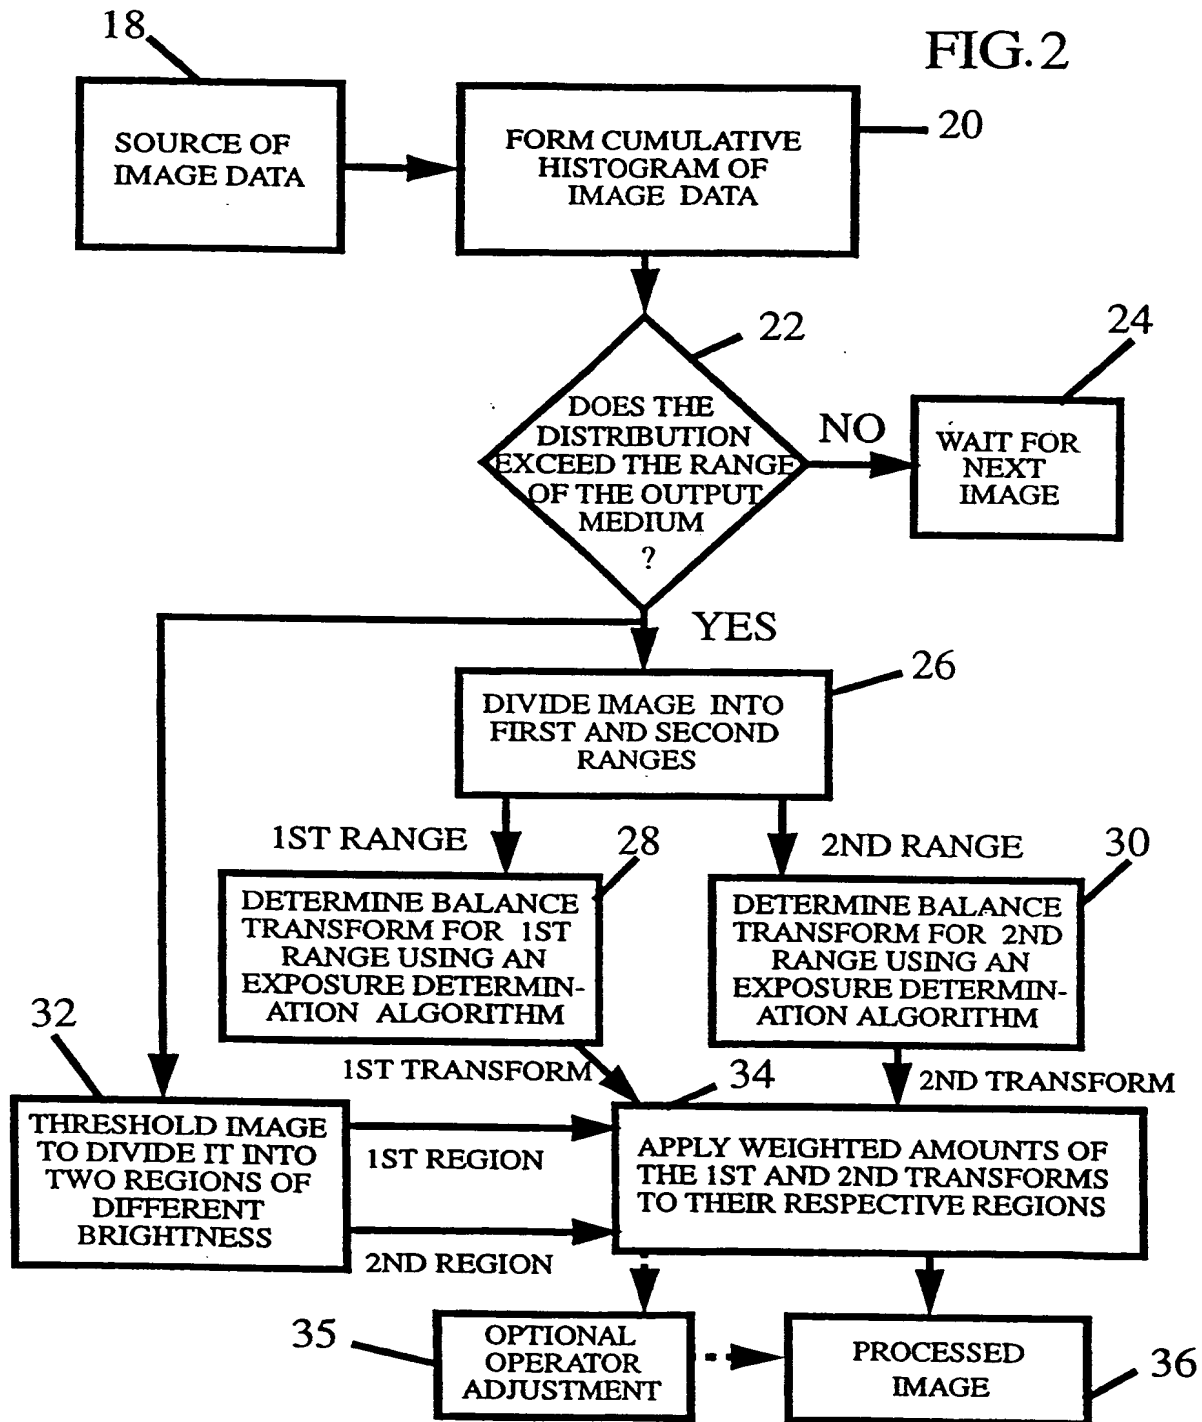 18
FIG.2
SOURCE OF
IMAGE DATA
FORM CUMULATIVE
HISTOGRAM OF
IMAGE DATA
20
22
24
DOES THE
DISTRIBUTION
EXCEED THE RANGE
OF THE OUTPUT
MEDIUM
?
NO
WAIT FOR
NEXT
IMAGE
YES
26
DIVIDE IMAGE INTO
FIRST AND SECOND
RANGES
1ST RANGE
28
2ND RANGE
30
DETERMINE BALANCE
TRANSFORM FOR 1ST
RANGE USING AN
EXPOSURE DETERMIN-
ATION ALGORITHM
DETERMINE BALANCE
TRANSFORM FOR 2ND
RANGE USING AN
EXPOSURE DETERMIN-
ATION ALGORITHM
32
1ST TRANSFORM
34
2ND TRANSFORM
THRESHOLD IMAGE
TO DIVIDE IT INTO
TWO REGIONS OF
DIFFERENT
BRIGHTNESS
1ST REGION
2ND REGION
APPLY WEIGHTED AMOUNTS OF
THE 1ST AND 2ND TRANSFORMS
TO THEIR RESPECTIVE REGIONS
35
OPTIONAL
OPERATOR
ADJUSTMENT
PROCESSED
IMAGE
36